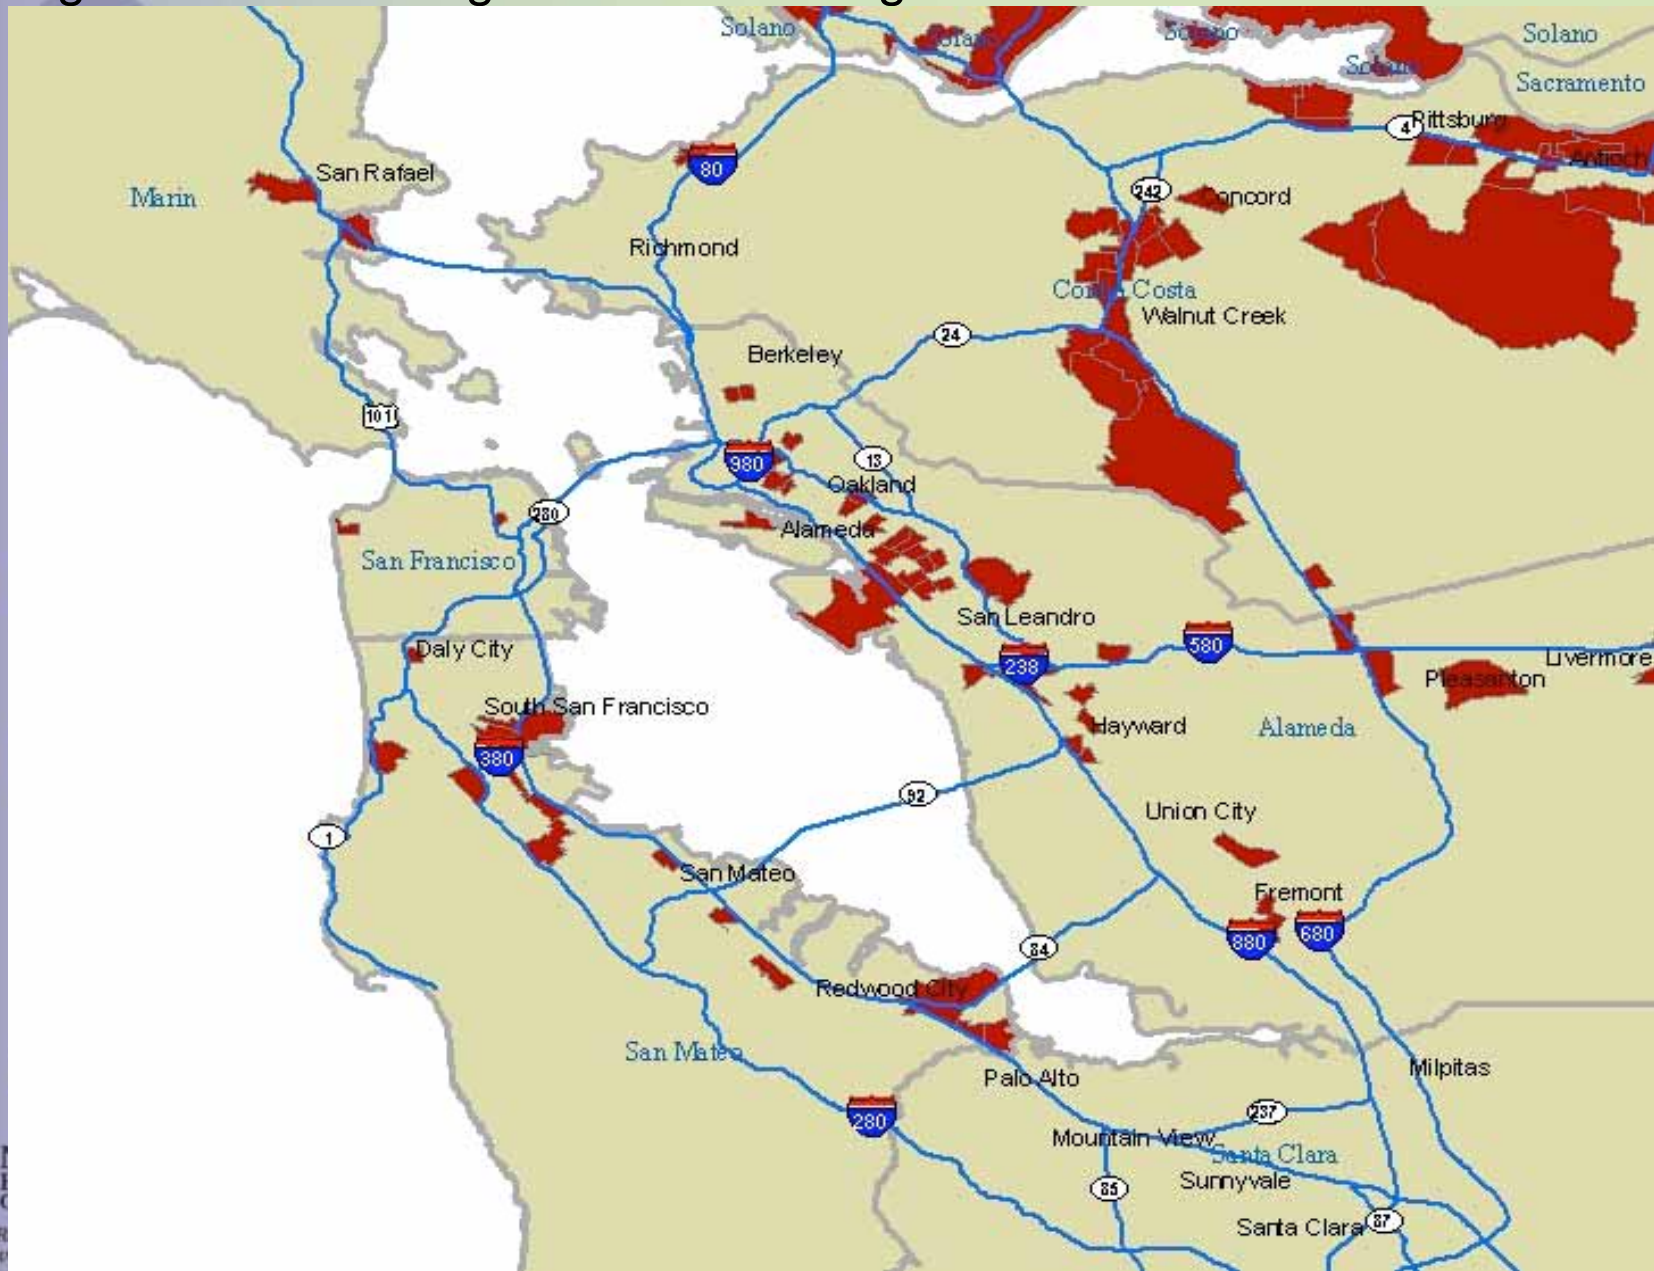 Solano
Solano
Solano
Solano
Solano
Sacramento
Pittsburg
4
Antioch
San Rafael
80
Marin
242
Concord
Richmond
Contra Costa
Walnut Creek
24
Berkeley
101
980
13
Oakland
280
Alameda
San Francisco
San Leandro
580
238
Daly City
Livermore
Pleasanton
South San Francisco
Hayward
Alameda
380
92
Union City
1
San Mateo
Fremont
880
680
84
Redwood City
San Mateo
Milpitas
Palo Alto
280
237
Mountain View
Santa Clara
Sunnyvale
85
Santa Clara
87